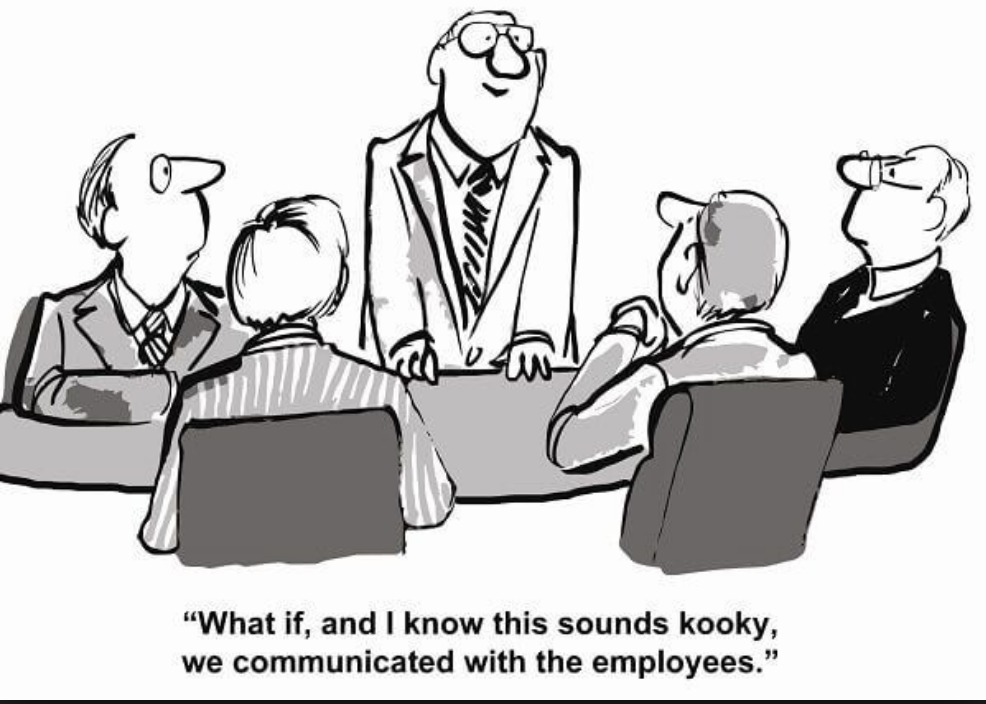 “What if, and I know this sounds kooky,
we communicated with the employees.”